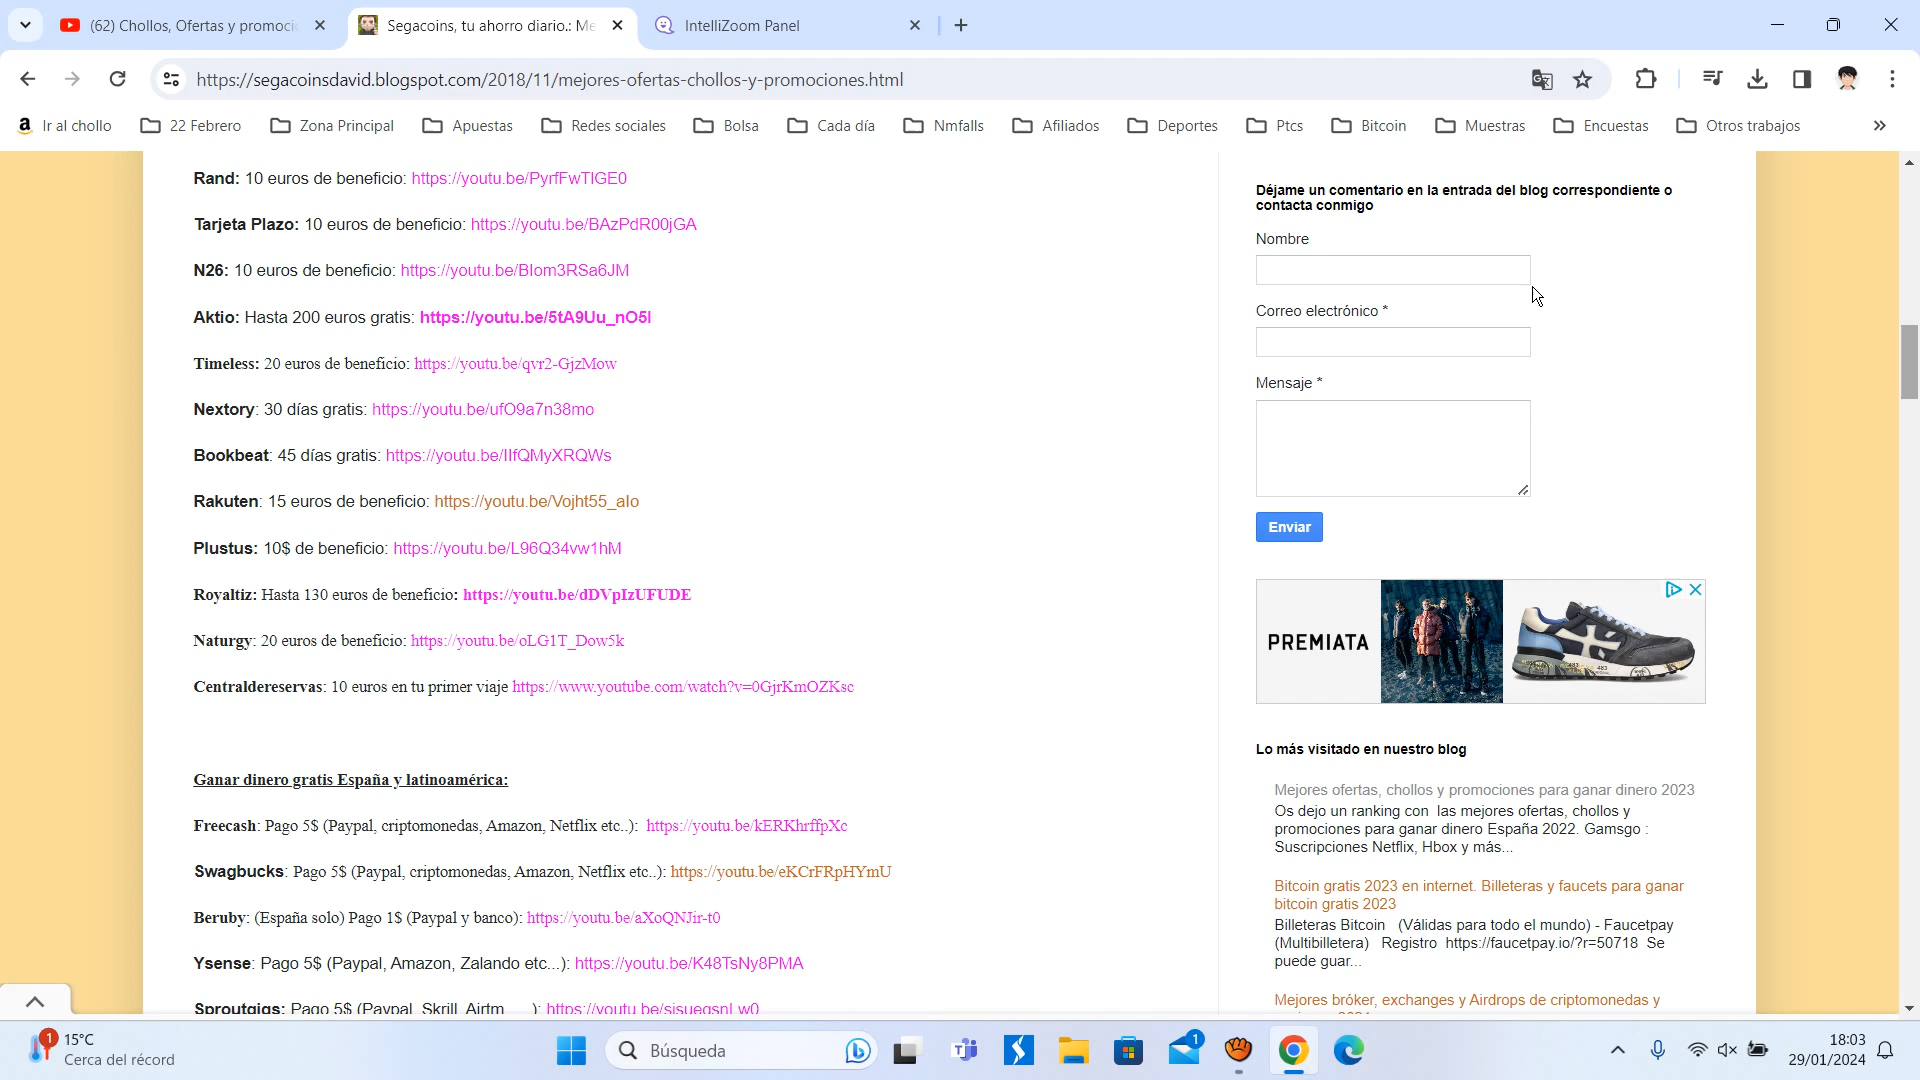 (62) Chollos, Ofertas y promoci
Segacoins, tu ahorro diario.: Me
IntelliZoom Panel
https://segacoinsdavid.blogspot.com/2018/11/mejores-ofertas-chollos-y-promociones.html
Ir al chollo
22 Febrero
Zona Principal
Apuestas
Redes sociales
Bolsa
Cada día
Nmfalls
Afiliados
Deportes
Ptcs
Bitcoin
Muestras
Encuestas
Otros trabajos
Rand: 10 euros de beneficio: https://youtu.be/PyrfFwTIGE0
Tarjeta Plazo: 10 euros de beneficio: https://youtu.be/BAzPdR00jGA
N26: 10 euros de beneficio: https://youtu.be/Blom3RSa6JM
Aktio: Hasta 200 euros gratis: https://youtu.be/5tA9Uu_nO5I
Timeless: 20 euros de beneficio: https://youtu.be/qvr2-GjzMow
Nextory: 30 días gratis: https://youtu.be/ufO9a7n38mo
Bookbeat: 45 días gratis: https://youtu.be/IIfQMyXRQWs
Rakuten: 15 euros de beneficio: https://youtu.be/Vojht55_alo
Plustus: 10$ de beneficio: https://youtu.be/L96Q34vw1hM
Royaltiz: Hasta 130 euros de beneficio: https://youtu.be/dDVpIzUFUDE
Naturgy: 20 euros de beneficio: https://youtu.be/oLG1T_Dow5k
Centraldereservas: 10 euros en tu primer viaje https://www.youtube.com/watch?v=0GjrKmOZKsc
Ganar dinero gratis España y latinoamérica:
Freecash: Pago 5$ (Paypal, criptomonedas, Amazon, Netflix etc..): https://youtu.be/kERKhrffpXc
Swagbucks: Pago 5$ (Paypal, criptomonedas, Amazon, Netflix etc..): https://youtu.be/eKCrFRpHYmU
Beruby: (España solo) Pago 1$ (Paypal y banco): https://youtu.be/aXoQNJir-t0
Ysense: Pago 5$ (Paypal, Amazon, Zalando etc...): https://youtu.be/K48TsNy8PMA
Sproutgigs: Pago 5$ (Paypal, Skrill, Airtm....): https://youtu.be/sisueqsnI_w0
Déjame un comentario en la entrada del blog correspondiente o
contacta conmigo
Nombre
Correo electrónico *
Mensaje *
Enviar
PREMIATA
Lo más visitado en nuestro blog
Mejores ofertas, chollos y promociones para ganar dinero 2023
Os dejo un ranking con las mejores ofertas, chollos y
promociones para ganar dinero España 2022. Gamsgo :
Suscripciones Netflix, Hbox y más...
Bitcoin gratis 2023 en internet. Billeteras y faucets para ganar
bitcoin gratis 2023
Billeteras Bitcoin (Válidas para todo el mundo) - Faucetpay
(Multibilletera) Registro https://faucetpay.io/?r=50718 Se
puede guar...
Mejores bróker, exchanges y Airdrops de criptomonedas y
1
15°C
Cerca del récord
Búsqueda
1
18:03
29/01/2024